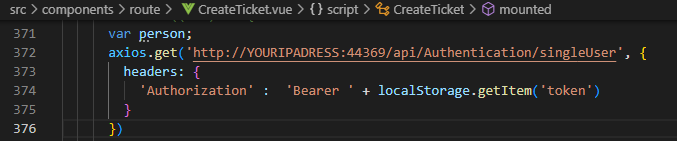 src > components > route > CreateTicket.vue > {} script > CreateTicket > mounted
371 var person;
372 axios.get('http://YOURIPADRESS:44369/api/Authentication/singleUser', {
373 headers: {
374 'Authorization' :  'Bearer ' + localStorage.getItem('token')
375 }
376 })